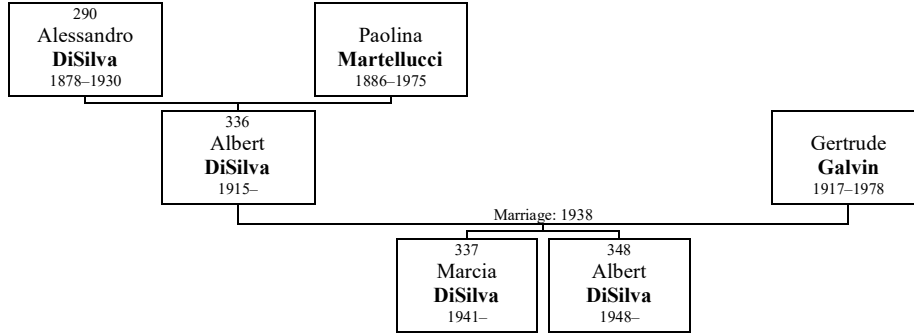 290
Alessandro
DiSilva
1878–1930
Paolina
Martellucci
1886–1975
336
Albert
DiSilva
1915–
Gertrude
Galvin
1917–1978
Marriage: 1938
337
Marcia
DiSilva
1941–
348
Albert
DiSilva
1948–